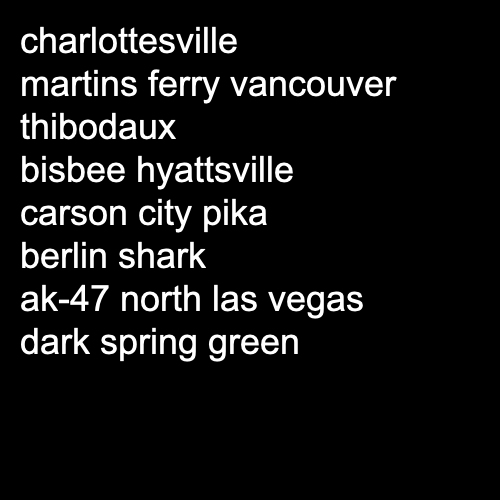 charlottesville
martins ferry vancouver
thibodaux
bisbee hyattsville
carson city pika
berlin shark
ak-47 north las vegas
dark spring green